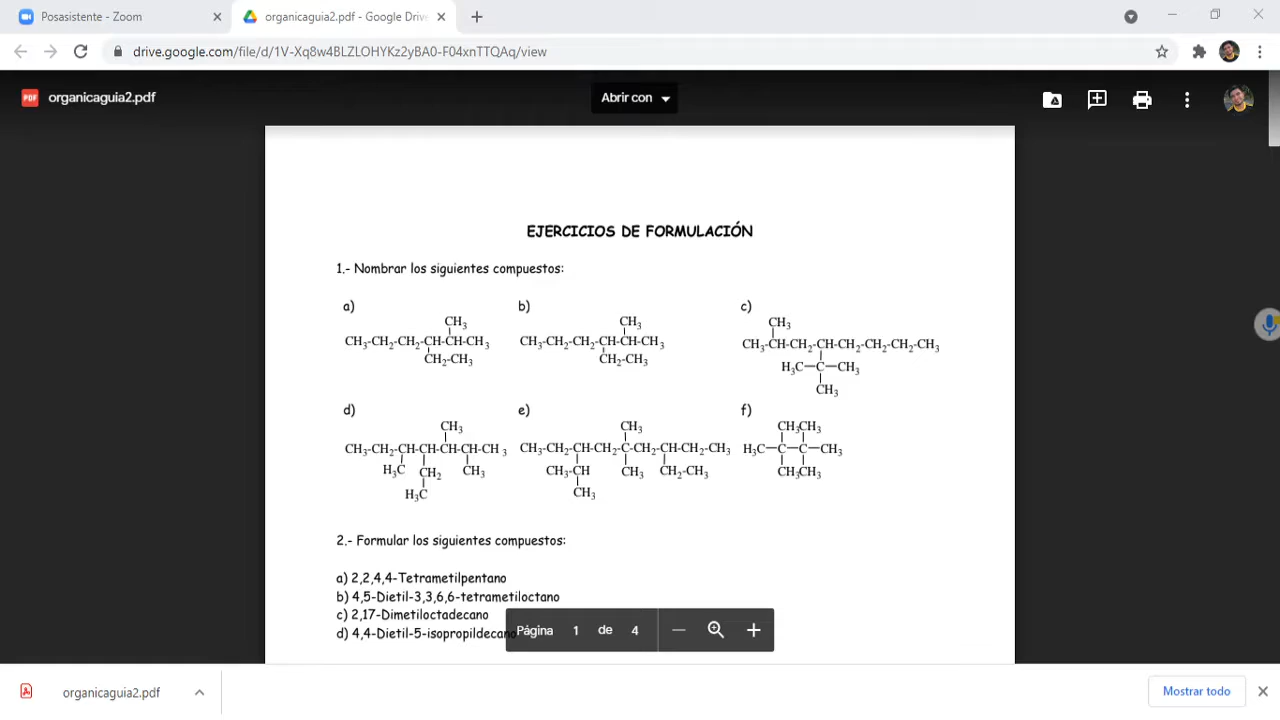 Posasistente - Zoom
organicaguia2.pdf - Google Drive
drive.google.com/file/d/1V-Xq8w4BLZLOHYKz2yBA0-F04xnTTQAq/view
PDF organicaguia2.pdf
Abrir con
EJERCICIOS DE FORMULACIÓN
1.- Nombrar los siguientes compuestos:
a) b) c)
CH3 CH3 CH3
CH3-CH2-CH2-CH-CH-CH3 CH3-CH2-CH2-CH-CH-CH3 CH3-CH-CH2-CH-CH2-CH2-CH2-CH3
CH2-CH3 CH2-CH3 H3C-C-CH3
CH3
d) e) f)
CH3 CH3 CH3CH3
CH3-CH2-CH-CH-CH-CH-CH3 CH3-CH2-CH-CH2-C-CH2-CH-CH2-CH3 H3C-C-C-CH3
H3C CH2 CH3 CH3-CH CH3 CH2-CH3 CH3CH3
H3C CH3
2.- Formular los siguientes compuestos:
a) 2,2,4,4-Tetrametilpentano
b) 4,5-Dietil-3,3,6,6-tetrametiloctano
c) 2,17-Dimetiloctadecano
d) 4,4-Dietil-5-isopropildecano
Página 1 de 4
organicaguia2.pdf
Mostrar todo